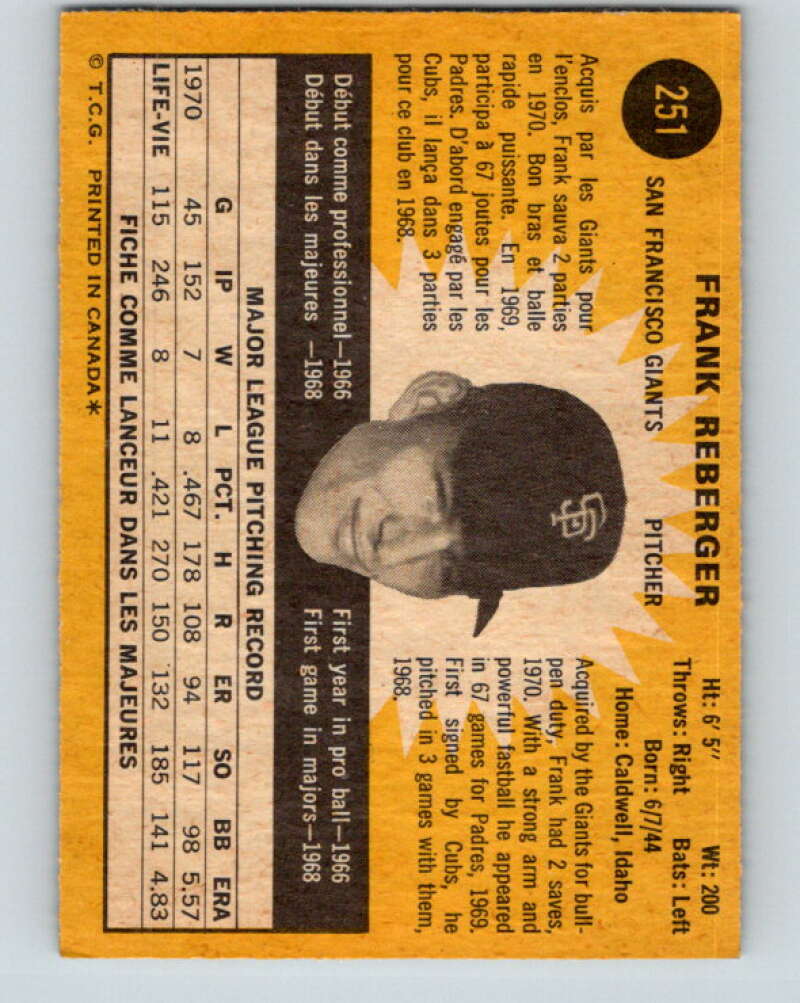 251
FRANK REBERGER
SAN FRANCISCO GIANTS PITCHER
Ht: 6' 5" Wt: 200
Throws: Right Bats: Left
Born: 6/7/44
Home: Caldwell, Idaho
Acquis par les Giants pour
l'enclos, Frank sauva 2 parties
en 1970. Bon bras et balle
rapide puissante. En 1969,
participa à 67 joutes pour les
Padres. D'abord engagé par les
Cubs, il lança dans 3 parties
pour ce club en 1968.
SF
Acquired by the Giants for bull-
pen duty, Frank had 2 saves,
1970. With a strong arm and
powerful fastball he appeared
in 67 games for Padres, 1969.
First signed by Cubs, he
pitched in 3 games with them,
1968.
Début comme professionnel—1966
Début dans les majeures —1968
First year in pro ball—1966
First game in majors—1968
MAJOR LEAGUE PITCHING RECORD
G IP W L PCT. H R ER SO BB ERA
1970 45 152 7 8 .467 178 108 94 117 98 5.57
LIFE-VIE 115 246 8 11 .421 270 150 132 185 141 4.83
FICHE COMME LANCEUR DANS LES MAJEURES
© T.C.G. PRINTED IN CANADA*